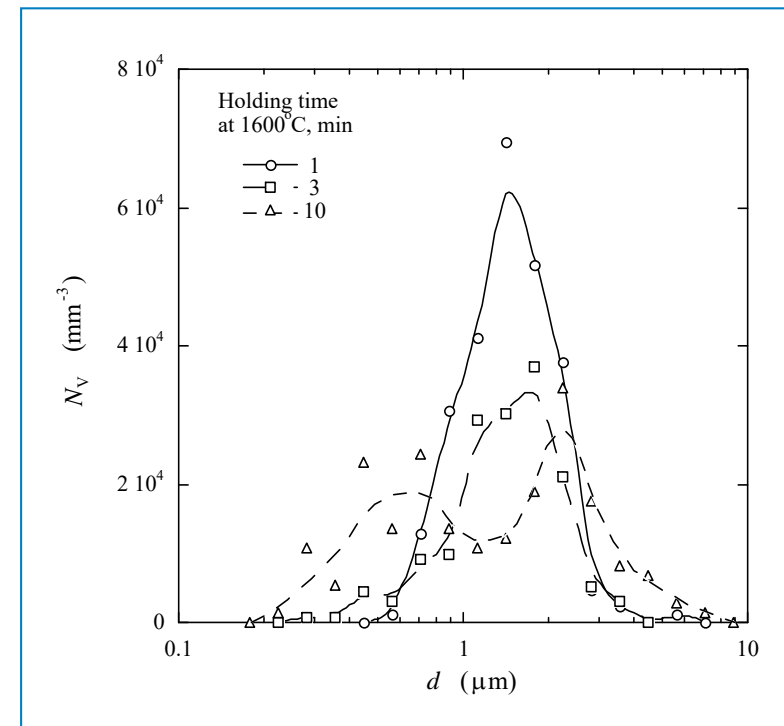 8 10⁴
6 10⁴
4 10⁴
2 10⁴
0
0.1
1
10
N_V (mm⁻³)
d (μm)
Holding time
at 1600°C, min
1
3
10